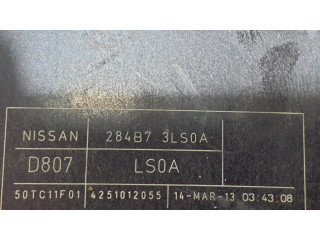 NISSAN 284B7 3LS0A
D807 LS0A
50TC11F01 4251012055 14-MAR-13 03:43:08